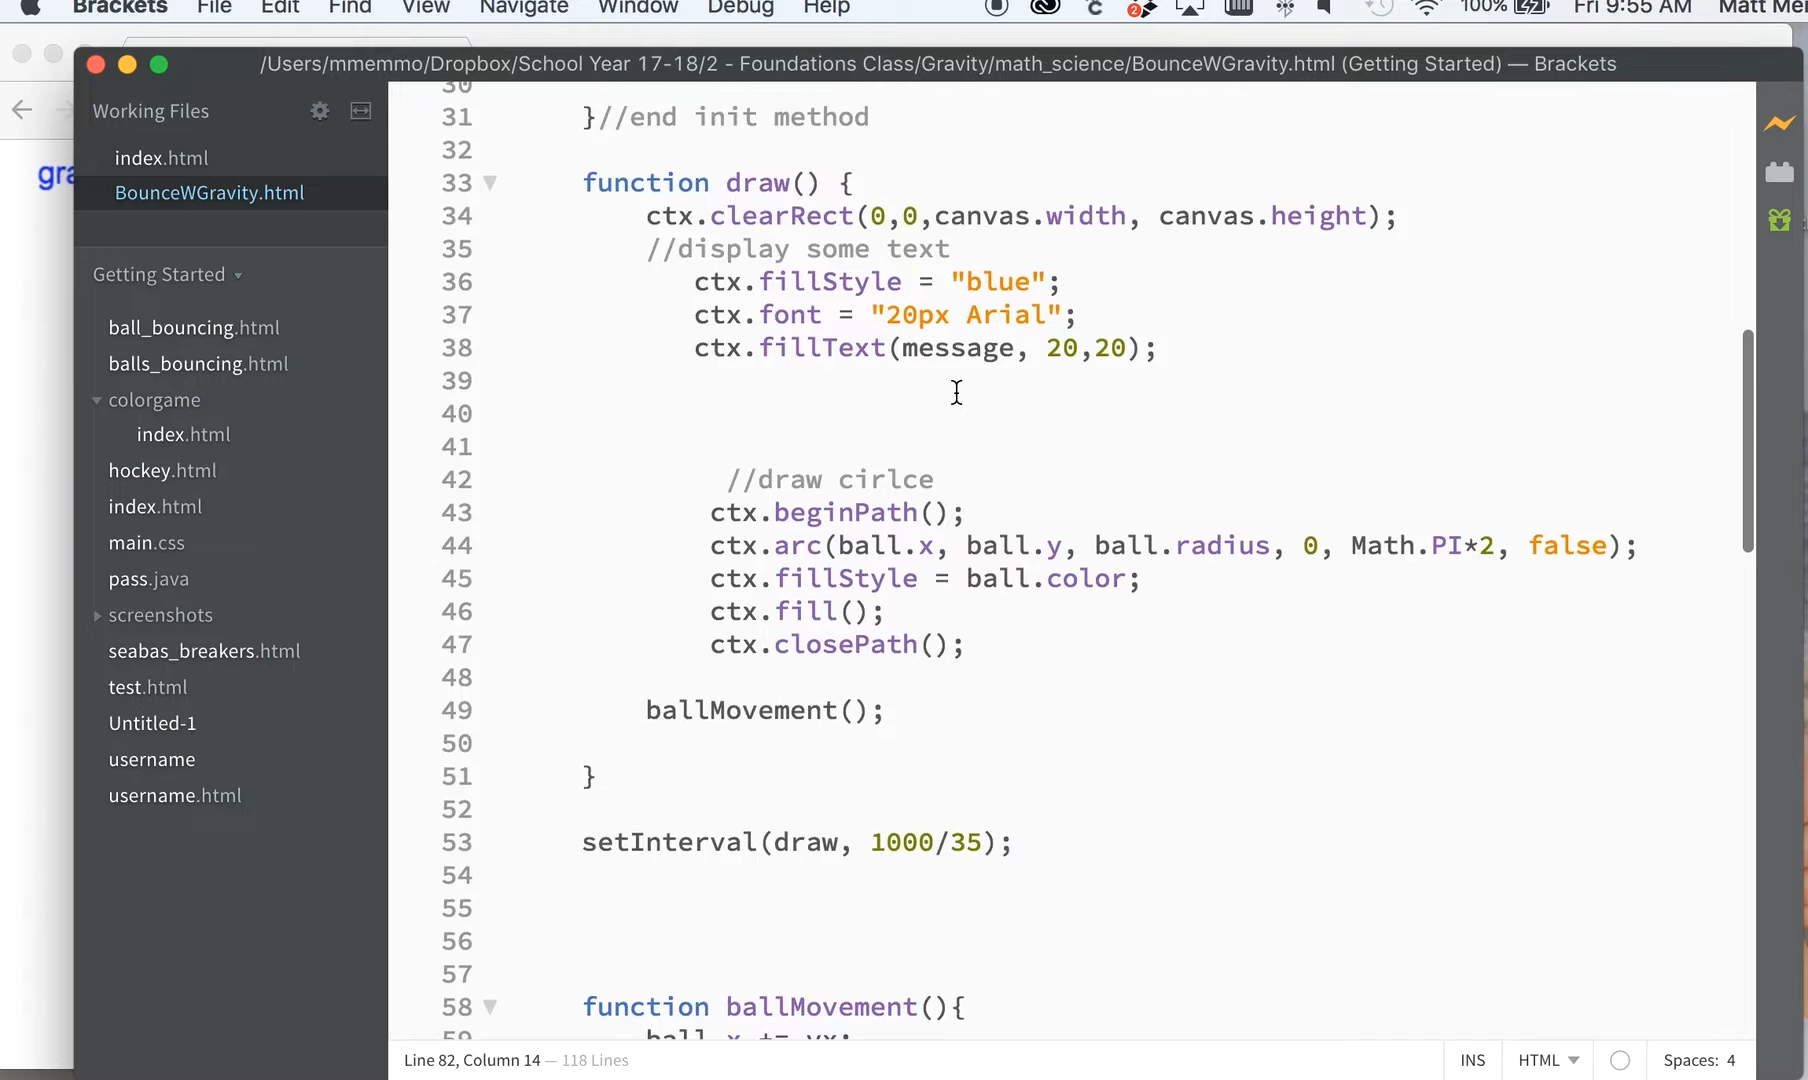 Brackets File Edit Find View Navigate Window Debug Help 2 100% Fri 9:55 AM Matt Me
/Users/mmemmo/Dropbox/School Year 17-18/2 - Foundations Class/Gravity/math_science/BounceWGravity.html (Getting Started) — Brackets
gra
Working Files
index.html
BounceWGravity.html
Getting Started
ball_bouncing.html
balls_bouncing.html
colorgame
index.html
hockey.html
index.html
main.css
pass.java
screenshots
seabas_breakers.html
test.html
Untitled-1
username
username.html
30
31 }//end init method
32
33 function draw() {
34 ctx.clearRect(0,0,canvas.width, canvas.height);
35 //display some text
36 ctx.fillStyle = "blue";
37 ctx.font = "20px Arial";
38 ctx.fillText(message, 20,20);
39
40
41
42 //draw cirlce
43 ctx.beginPath();
44 ctx.arc(ball.x, ball.y, ball.radius, 0, Math.PI*2, false);
45 ctx.fillStyle = ball.color;
46 ctx.fill();
47 ctx.closePath();
48
49 ballMovement();
50
51 }
52
53 setInterval(draw, 1000/35);
54
55
56
57
58 function ballMovement(){
59 ball.x += vx;
Line 82, Column 14 — 118 Lines
INS HTML Spaces: 4